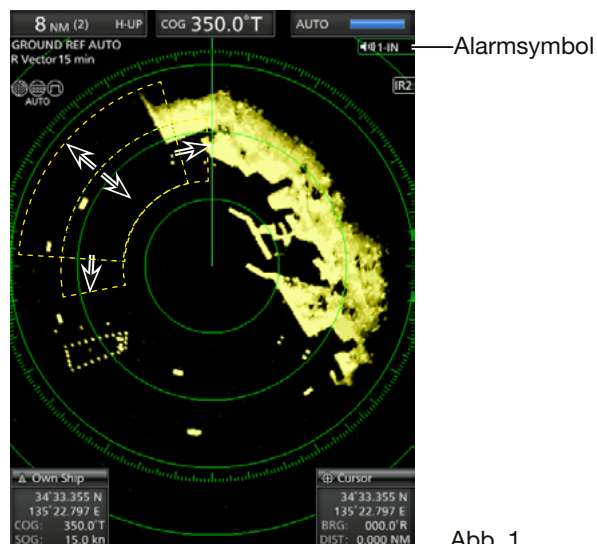 8 NM (2) H-UP COG 350.0°T AUTO
GROUND REF AUTO 1-IN Alarmsymbol
R Vector15 min
IR2
AUTO
Own Ship Cursor
34°33.355 N 34°33.355 N
135°22.797 E 135°22.797 E
COG: 350.0°T BRG: 000.0°R
SOG: 15.0 kn DIST: 0.000 NM
Abb. 1